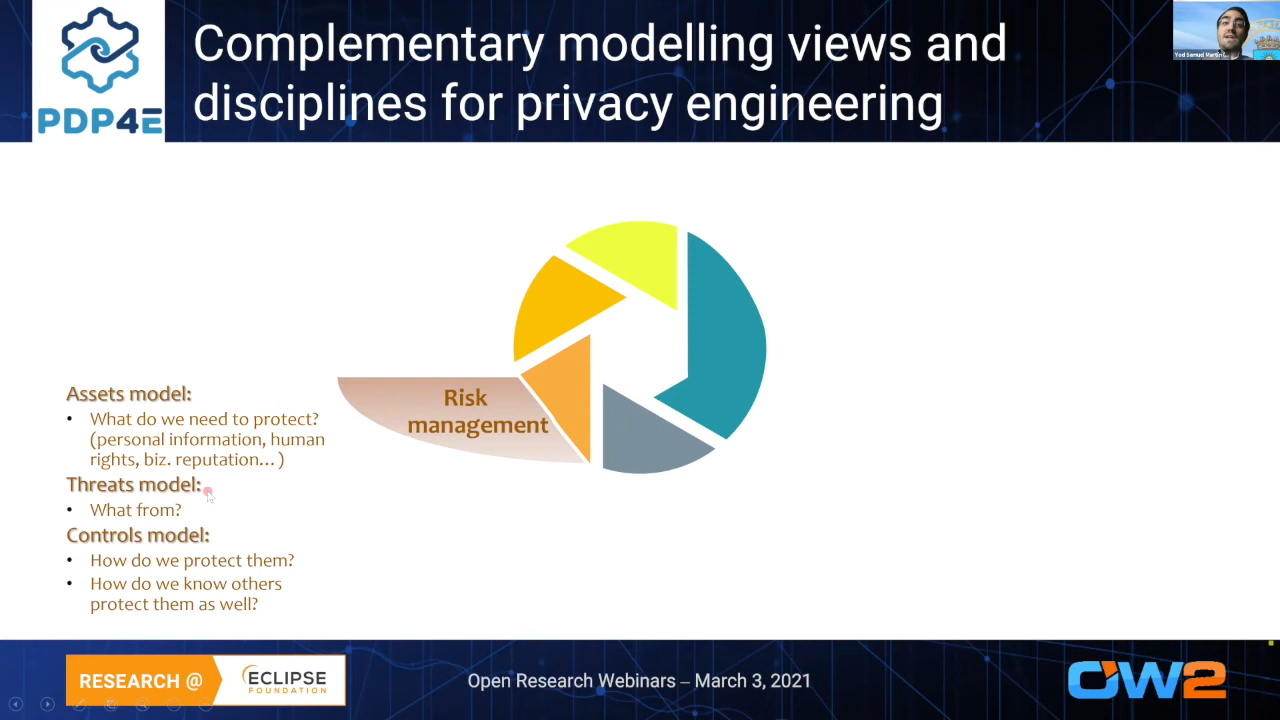 PDP4E
Complementary modelling views and
disciplines for privacy engineering
Risk
management
Assets model:
• What do we need to protect?
(personal information, human
rights, biz. reputation… )
Threats model:
• What from?
Controls model:
• How do we protect them?
• How do we know others
protect them as well?
RESEARCH @
ECLIPSE
FOUNDATION
Open Research Webinars – March 3, 2021
OW2